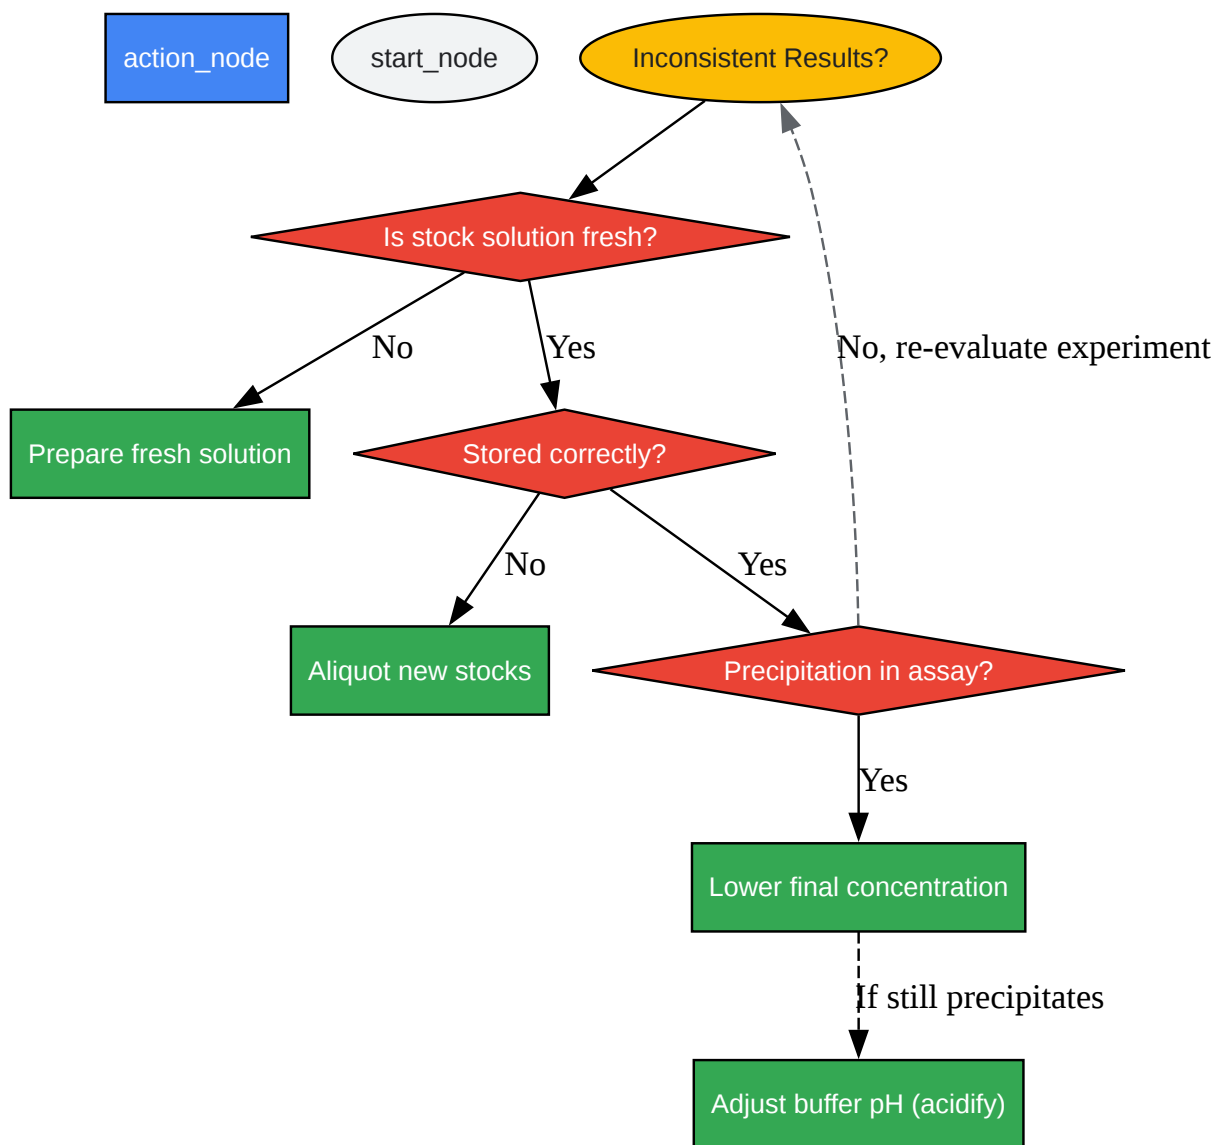 action_node
start_node
Inconsistent Results?
Is stock solution fresh?
No
Yes
No, re-evaluate experiment
Prepare fresh solution
Stored correctly?
No
Yes
Aliquot new stocks
Precipitation in assay?
Yes
Lower final concentration
If still precipitates
Adjust buffer pH (acidify)